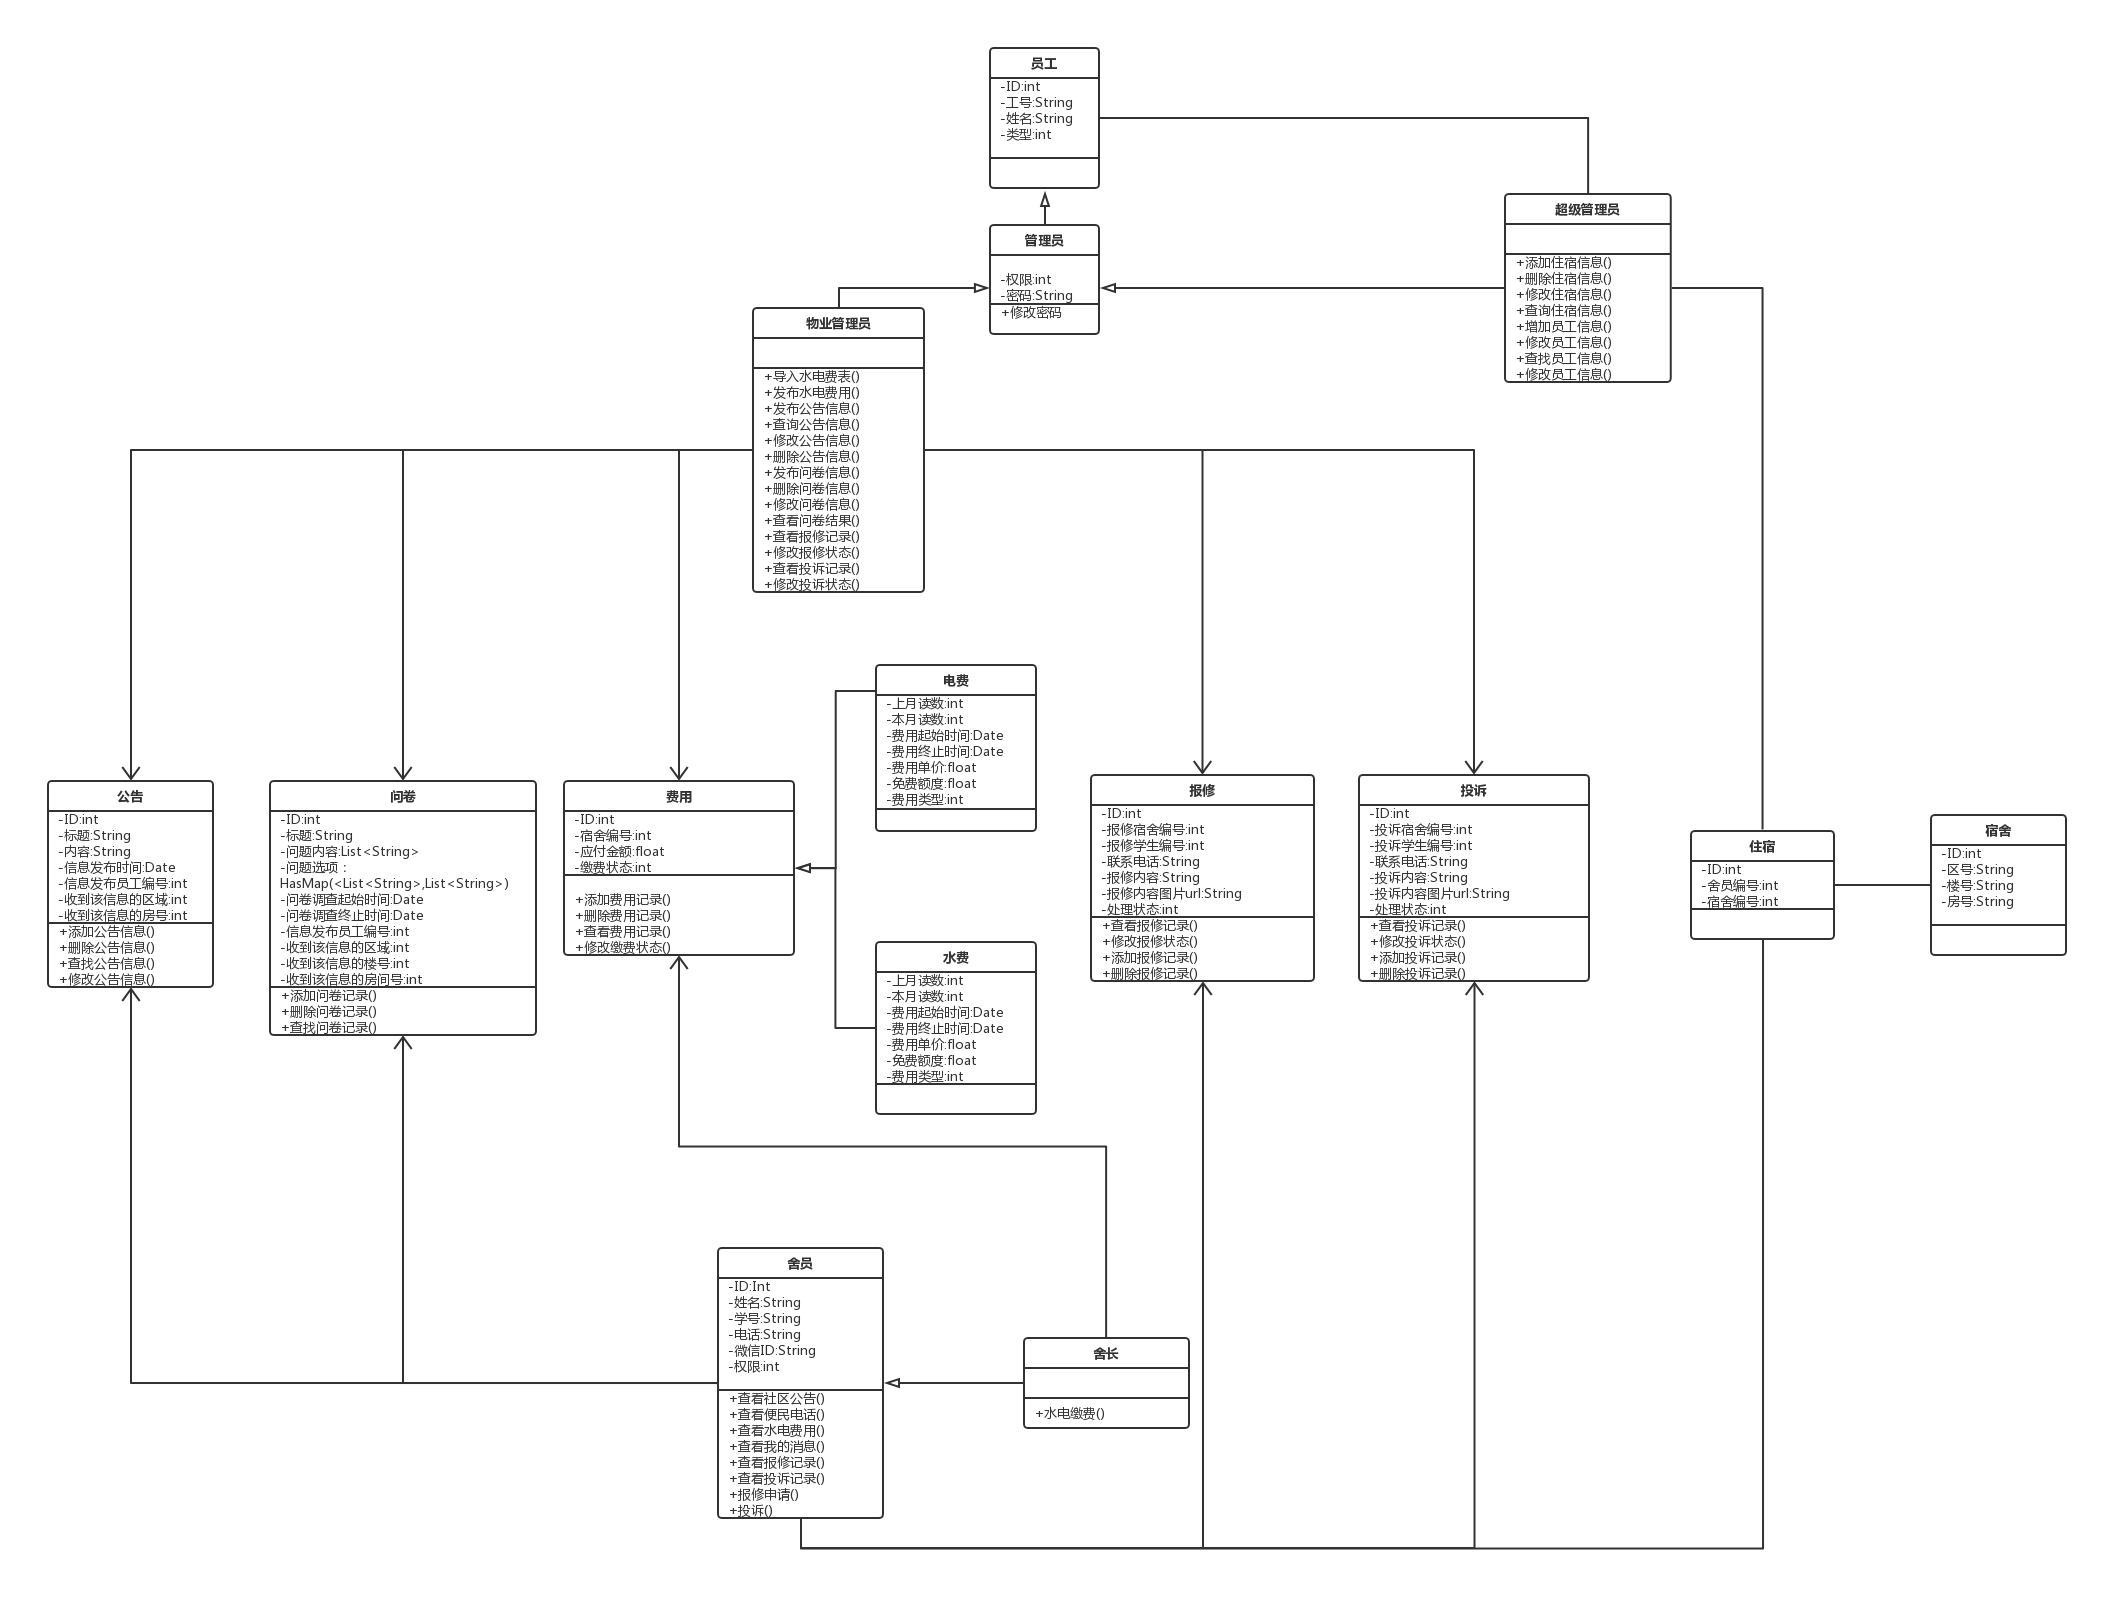 员工
-ID:int
-工号:String
-姓名:String
-类型:int
管理员
-权限:int
-密码:String
+修改密码
超级管理员
+添加住宿信息()
+删除住宿信息()
+修改住宿信息()
+查询住宿信息()
+增加员工信息()
+修改员工信息()
+查找员工信息()
+修改员工信息()
物业管理员
+导入水电费表()
+发布水电费用()
+发布公告信息()
+查询公告信息()
+修改公告信息()
+删除公告信息()
+发布问卷信息()
+删除问卷信息()
+修改问卷信息()
+查看问卷结果()
+查看报修记录()
+修改报修状态()
+查看投诉记录()
+修改投诉状态()
电费
-上月读数:int
-本月读数:int
-费用起始时间:Date
-费用终止时间:Date
-费用单价:float
-免费额度:float
-费用类型:int
公告
-ID:int
-标题:String
-内容:String
-信息发布时间:Date
-信息发布员工编号:int
-收到该信息的区域:int
-收到该信息的房号:int
+添加公告信息()
+删除公告信息()
+查找公告信息()
+修改公告信息()
问卷
-ID:int
-标题:String
-问题内容:List<String>
-问题选项：
HasMap(<List<String>,List<String>)
-问卷调查起始时间:Date
-问卷调查终止时间:Date
-信息发布员工编号:int
-收到该信息的区域:int
-收到该信息的楼号:int
-收到该信息的房间号:int
+添加问卷记录()
+删除问卷记录()
+查找问卷记录()
费用
-ID:int
-宿舍编号:int
-应付金额:float
-缴费状态:int
+添加费用记录()
+删除费用记录()
+查看费用记录()
+修改缴费状态()
水费
-上月读数:int
-本月读数:int
-费用起始时间:Date
-费用终止时间:Date
-费用单价:float
-免费额度:float
-费用类型:int
报修
-ID:int
-报修宿舍编号:int
-报修学生编号:int
-联系电话:String
-报修内容:String
-报修内容图片url:String
-处理状态:int
+查看报修记录()
+修改报修状态()
+添加报修记录()
+删除报修记录()
投诉
-ID:int
-投诉宿舍编号:int
-投诉学生编号:int
-联系电话:String
-投诉内容:String
-投诉内容图片url:String
-处理状态:int
+查看投诉记录()
+修改投诉状态()
+添加投诉记录()
+删除投诉记录()
住宿
-ID:int
-舍员编号:int
-宿舍编号:int
宿舍
-ID:int
-区号:String
-楼号:String
-房号:String
舍员
-ID:Int
-姓名:String
-学号:String
-电话:String
-微信ID:String
-权限:int
+查看社区公告()
+查看便民电话()
+查看水电费用()
+查看我的消息()
+查看报修记录()
+查看投诉记录()
+报修申请()
+投诉()
舍长
+水电缴费()